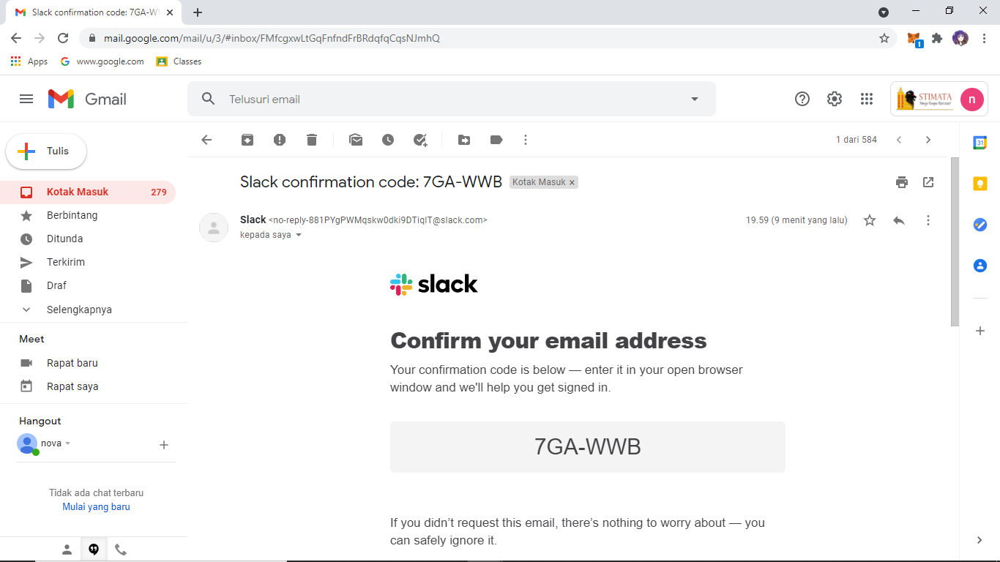 Slack confirmation code: 7GA-WW
mail.google.com/mail/u/3/#inbox/FMfcgxwLtGqFnfndFrBRdqfqCqsNJmhQ
1
Apps
www.google.com
Classes
Gmail
Telusuri email
STIMATA
n
Tulis
1 dari 584
31
Slack confirmation code: 7GA-WWB
Kotak Masuk ×
Kotak Masuk 279
Berbintang
Ditunda
Terkirim
Draf
Selengkapnya
Slack <no-reply-881PYgPWMqskw0dki9DTiqIT@slack.com>
19.59 (9 menit yang lalu)
kepada saya
slack
Confirm your email address
Your confirmation code is below — enter it in your open browser
window and we'll help you get signed in.
7GA-WWB
If you didn’t request this email, there’s nothing to worry about — you
can safely ignore it.
Meet
Rapat baru
Rapat saya
Hangout
nova
Tidak ada chat terbaru
Mulai yang baru